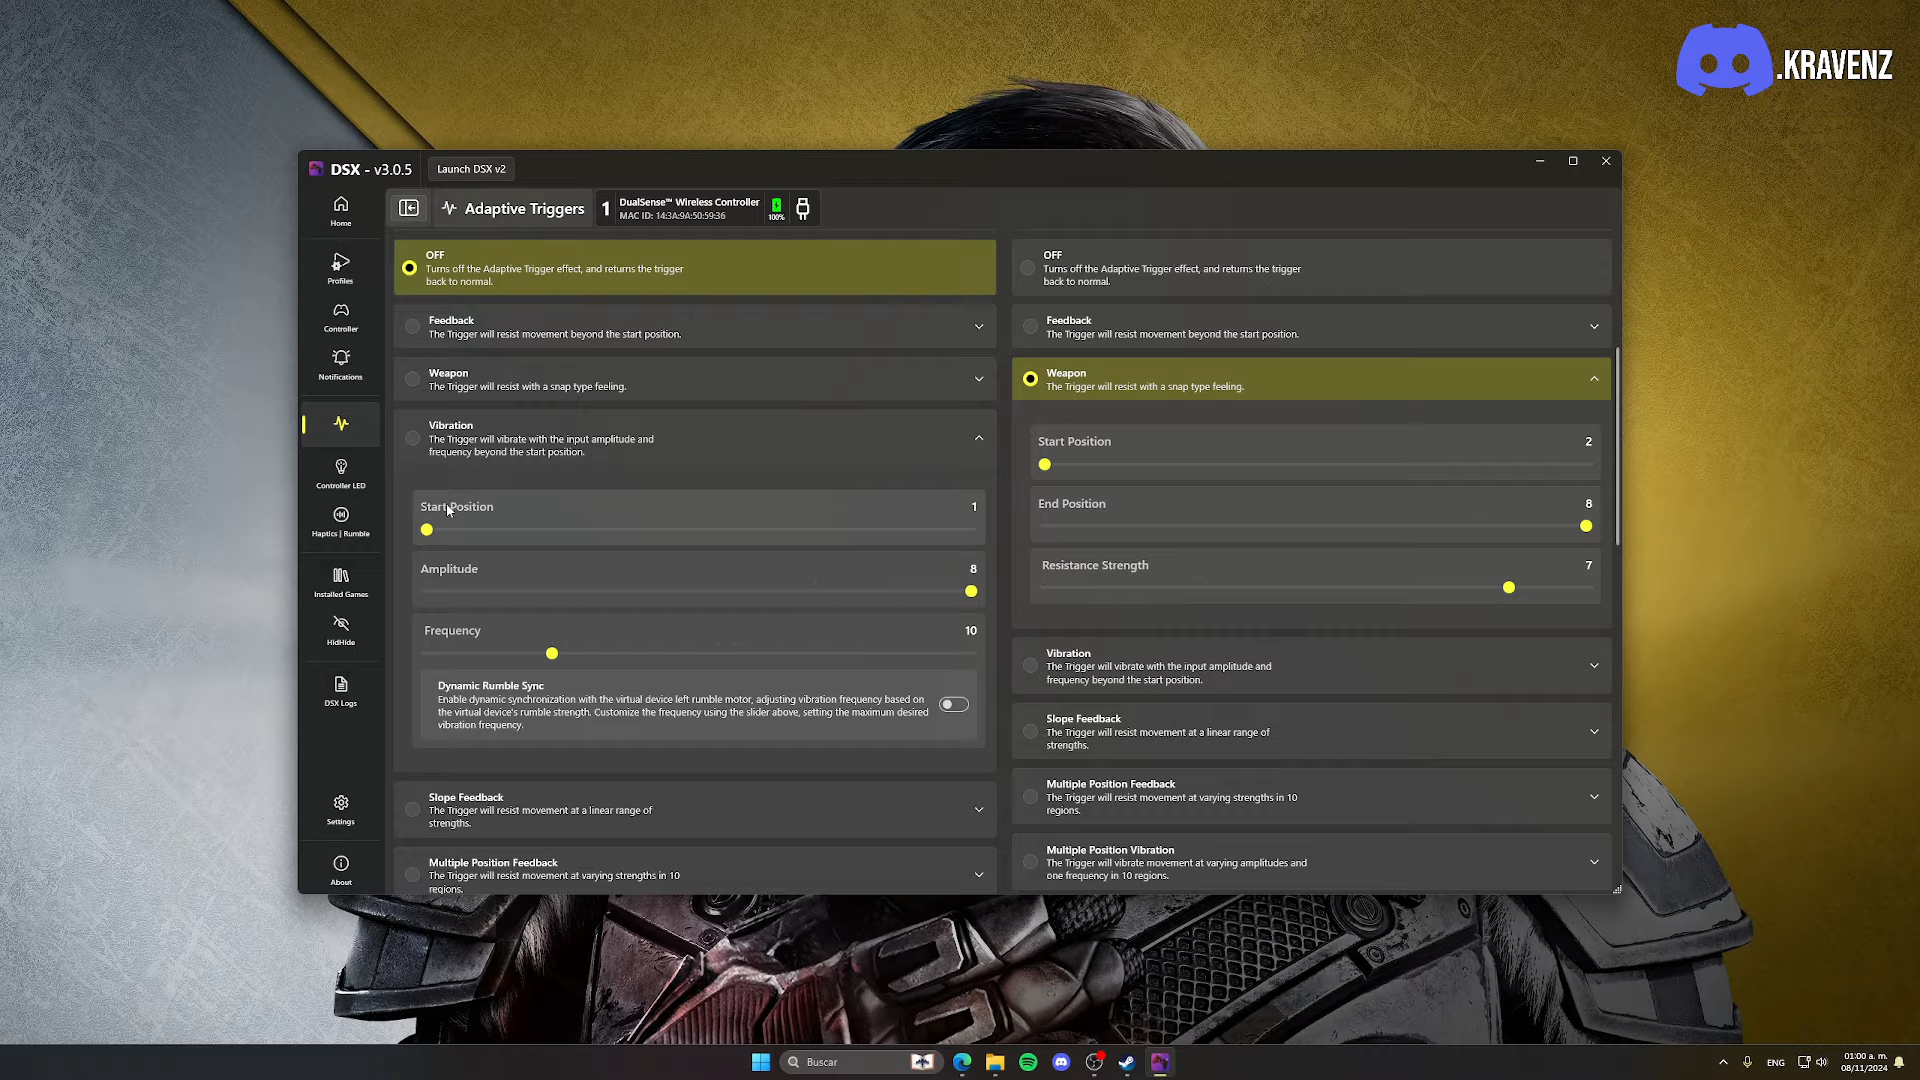 .KRAVENZ
DSX - v3.0.5
Launch DSX v2
Home
Profiles
Controller
Notifications
Controller LED
Haptics | Rumble
Installed Games
HidHide
DSX Logs
Settings
About
Adaptive Triggers
1
DualSense™ Wireless Controller
MAC ID: 14:3A:9A:50:59:36
100%
OFF
Turns off the Adaptive Trigger effect, and returns the trigger
back to normal.
Feedback
The Trigger will resist movement beyond the start position.
Weapon
The Trigger will resist with a snap type feeling.
Vibration
The Trigger will vibrate with the input amplitude and
frequency beyond the start position.
Start Position 1
Amplitude 8
Frequency 10
Dynamic Rumble Sync
Enable dynamic synchronization with the virtual device left rumble motor, adjusting vibration frequency based on
the virtual device's rumble strength. Customize the frequency using the slider above, setting the maximum desired
vibration frequency.
Slope Feedback
The Trigger will resist movement at a linear range of
strengths.
Multiple Position Feedback
The Trigger will resist movement at varying strengths in 10
regions.
OFF
Turns off the Adaptive Trigger effect, and returns the trigger
back to normal.
Feedback
The Trigger will resist movement beyond the start position.
Weapon
The Trigger will resist with a snap type feeling.
Start Position 2
End Position 8
Resistance Strength 7
Vibration
The Trigger will vibrate with the input amplitude and
frequency beyond the start position.
Slope Feedback
The Trigger will resist movement at a linear range of
strengths.
Multiple Position Feedback
The Trigger will resist movement at varying strengths in 10
regions.
Multiple Position Vibration
The Trigger will vibrate movement at varying amplitudes and
one frequency in 10 regions.
Buscar
ENG
01:00 a. m.
08/11/2024